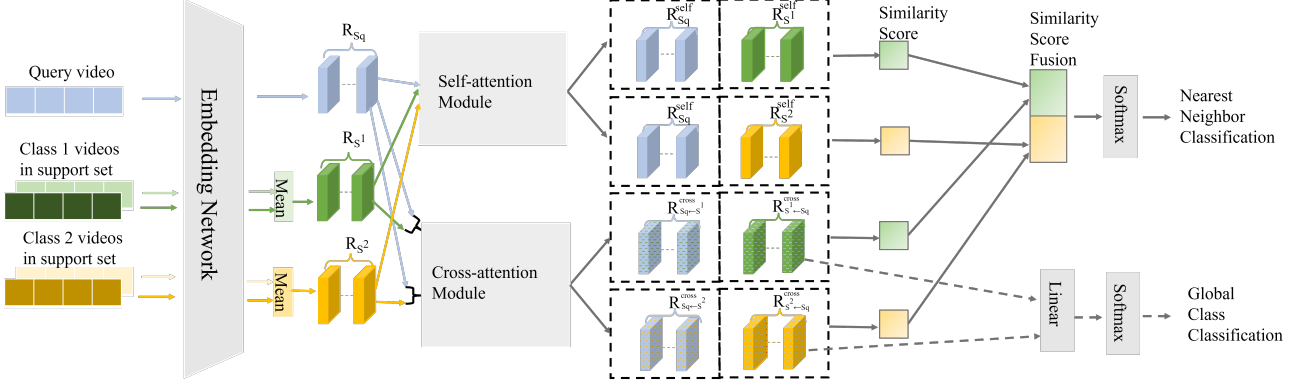 Query video
Class 1 videos
in support set
Class 2 videos
in support set
Embedding Network
Mean
Mean
R_Sq
R_S^1
R_S^2
Self-attention
Module
Cross-attention
Module
R_Sq^self
R_S^1^self
R_Sq^self
R_S^2^self
R_Sq←S^1^cross
R_S^1←Sq^cross
R_Sq←S^2^cross
R_S^2←Sq^cross
Similarity
Score
Similarity
Score
Fusion
Softmax
Nearest
Neighbor
Classification
Linear
Softmax
Global
Class
Classification